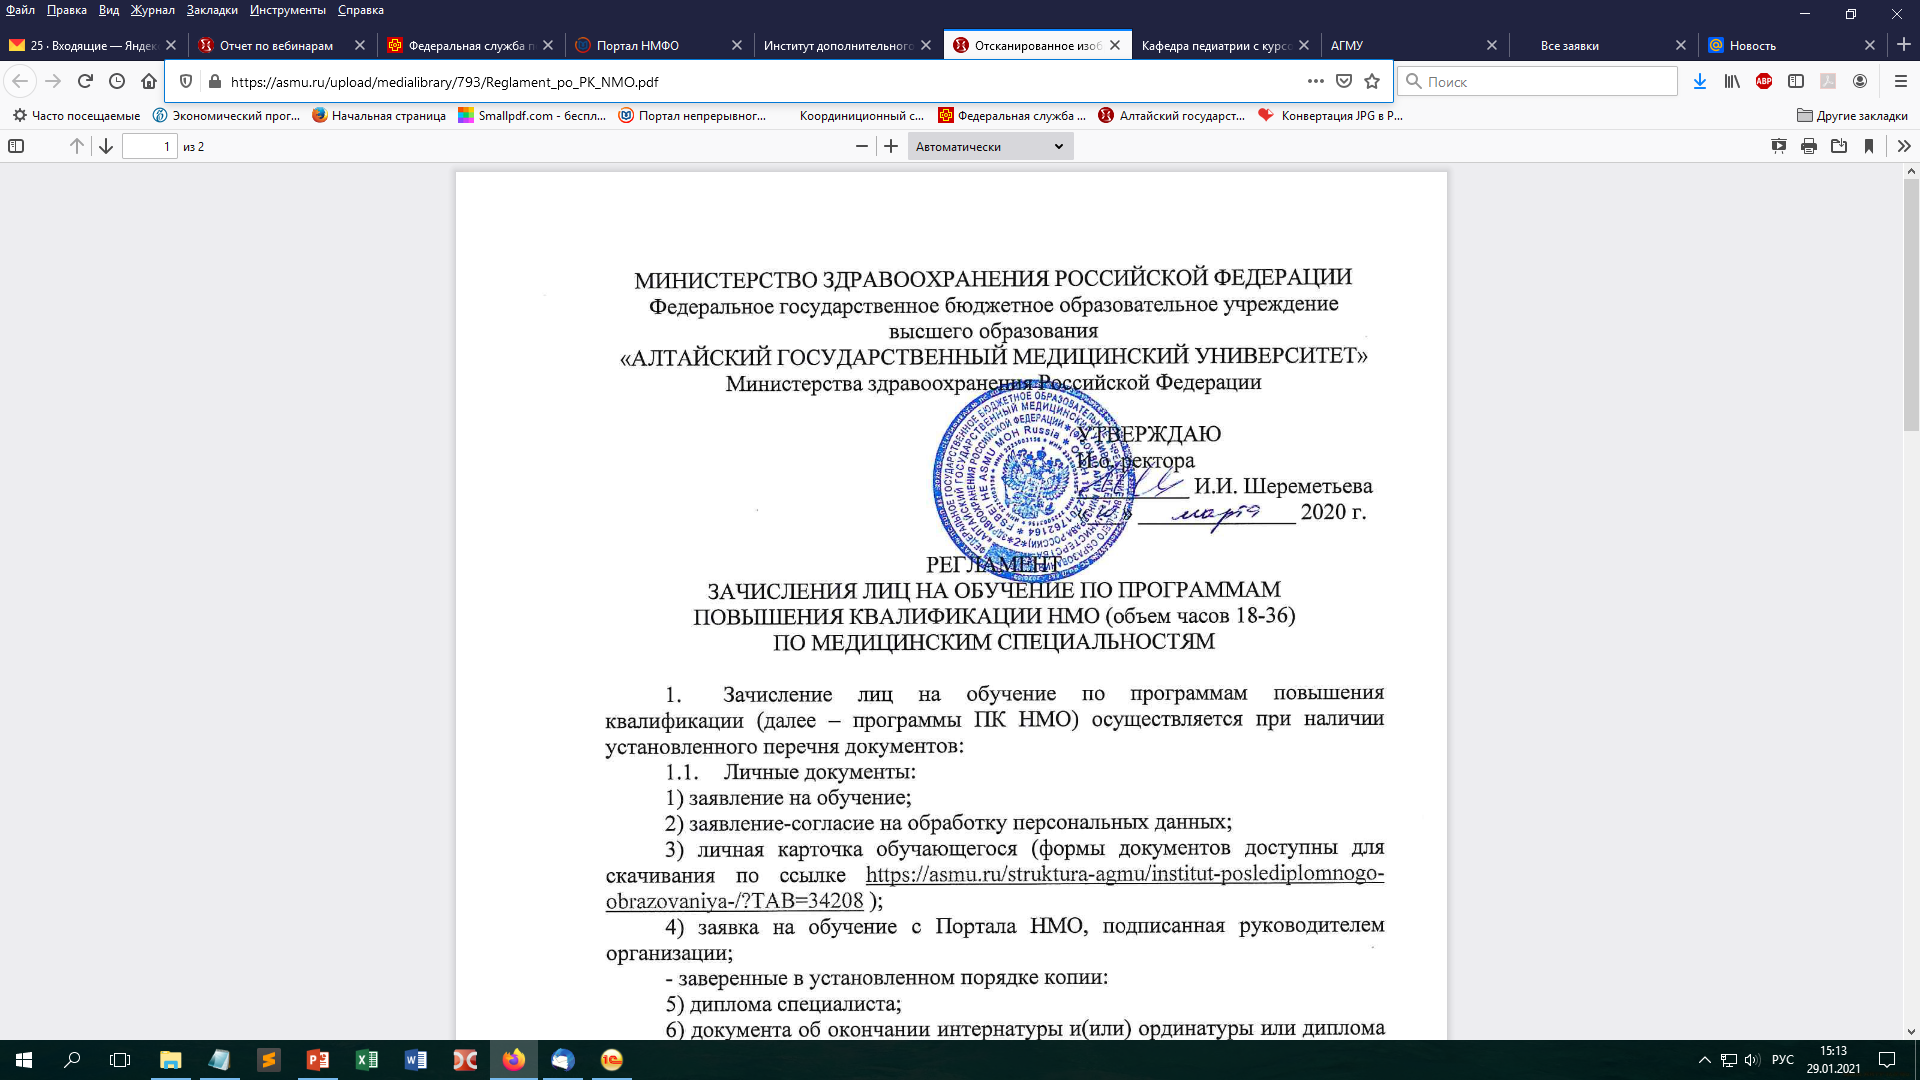 Файл Правка Вид Журнал Закладки Инструменты Справка
25 · Входящие — Яндекс
Отчет по вебинарам
Федеральная служба п
Портал НМФО
Институт дополнительного
Отсканированное изоб
Кафедра педиатрии с курсо
АГМУ
Все заявки
Новость
https://asmu.ru/upload/medialibrary/793/Reglament_po_PK_NMO.pdf
Поиск
Часто посещаемые
Экономический прог...
Начальная страница
Smallpdf.com - беспл...
Портал непрерывног...
Координиционный с...
Федеральная служба ...
Алтайский государст...
Конвертация JPG в P...
Другие закладки
1 из 2
Автоматически
МИНИСТЕРСТВО ЗДРАВООХРАНЕНИЯ РОССИЙСКОЙ ФЕДЕРАЦИИ
Федеральное государственное бюджетное образовательное учреждение
высшего образования
«АЛТАЙСКИЙ ГОСУДАРСТВЕННЫЙ МЕДИЦИНСКИЙ УНИВЕРСИТЕТ»
Министерства здравоохранения Российской Федерации
УТВЕРЖДАЮ
И.о. ректора
И.И. Шереметьева
марта 2020 г.
РЕГЛАМЕНТ
ЗАЧИСЛЕНИЯ ЛИЦ НА ОБУЧЕНИЕ ПО ПРОГРАММАМ
ПОВЫШЕНИЯ КВАЛИФИКАЦИИ НМО (объем часов 18-36)
ПО МЕДИЦИНСКИМ СПЕЦИАЛЬНОСТЯМ
1. Зачисление лиц на обучение по программам повышения
квалификации (далее – программы ПК НМО) осуществляется при наличии
установленного перечня документов:
1.1. Личные документы:
1) заявление на обучение;
2) заявление-согласие на обработку персональных данных;
3) личная карточка обучающегося (формы документов доступны для
скачивания по ссылке https://asmu.ru/struktura-agmu/institut-poslediplomnogo-
obrazovaniya-/?TAB=34208 );
4) заявка на обучение с Портала НМО, подписанная руководителем
организации;
- заверенные в установленном порядке копии:
5) диплома специалиста;
6) документа об окончании интернатуры и(или) ординатуры или диплома
РУС
15:13
29.01.2021